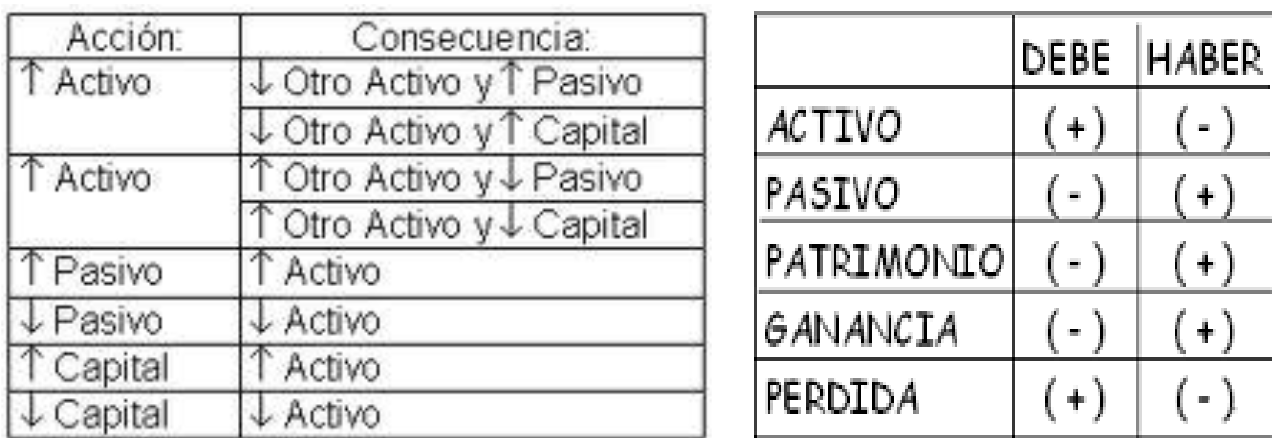 Acción: Consecuencia:
↑ Activo ↓ Otro Activo y ↑ Pasivo
↓ Otro Activo y ↑ Capital
↑ Activo ↑ Otro Activo y ↓ Pasivo
↑ Otro Activo y ↓ Capital
↑ Pasivo ↑ Activo
↓ Pasivo ↓ Activo
↑ Capital ↑ Activo
↓ Capital ↓ Activo
DEBE HABER
ACTIVO (+) (-)
PASIVO (-) (+)
PATRIMONIO (-) (+)
GANANCIA (-) (+)
PERDIDA (+) (-)